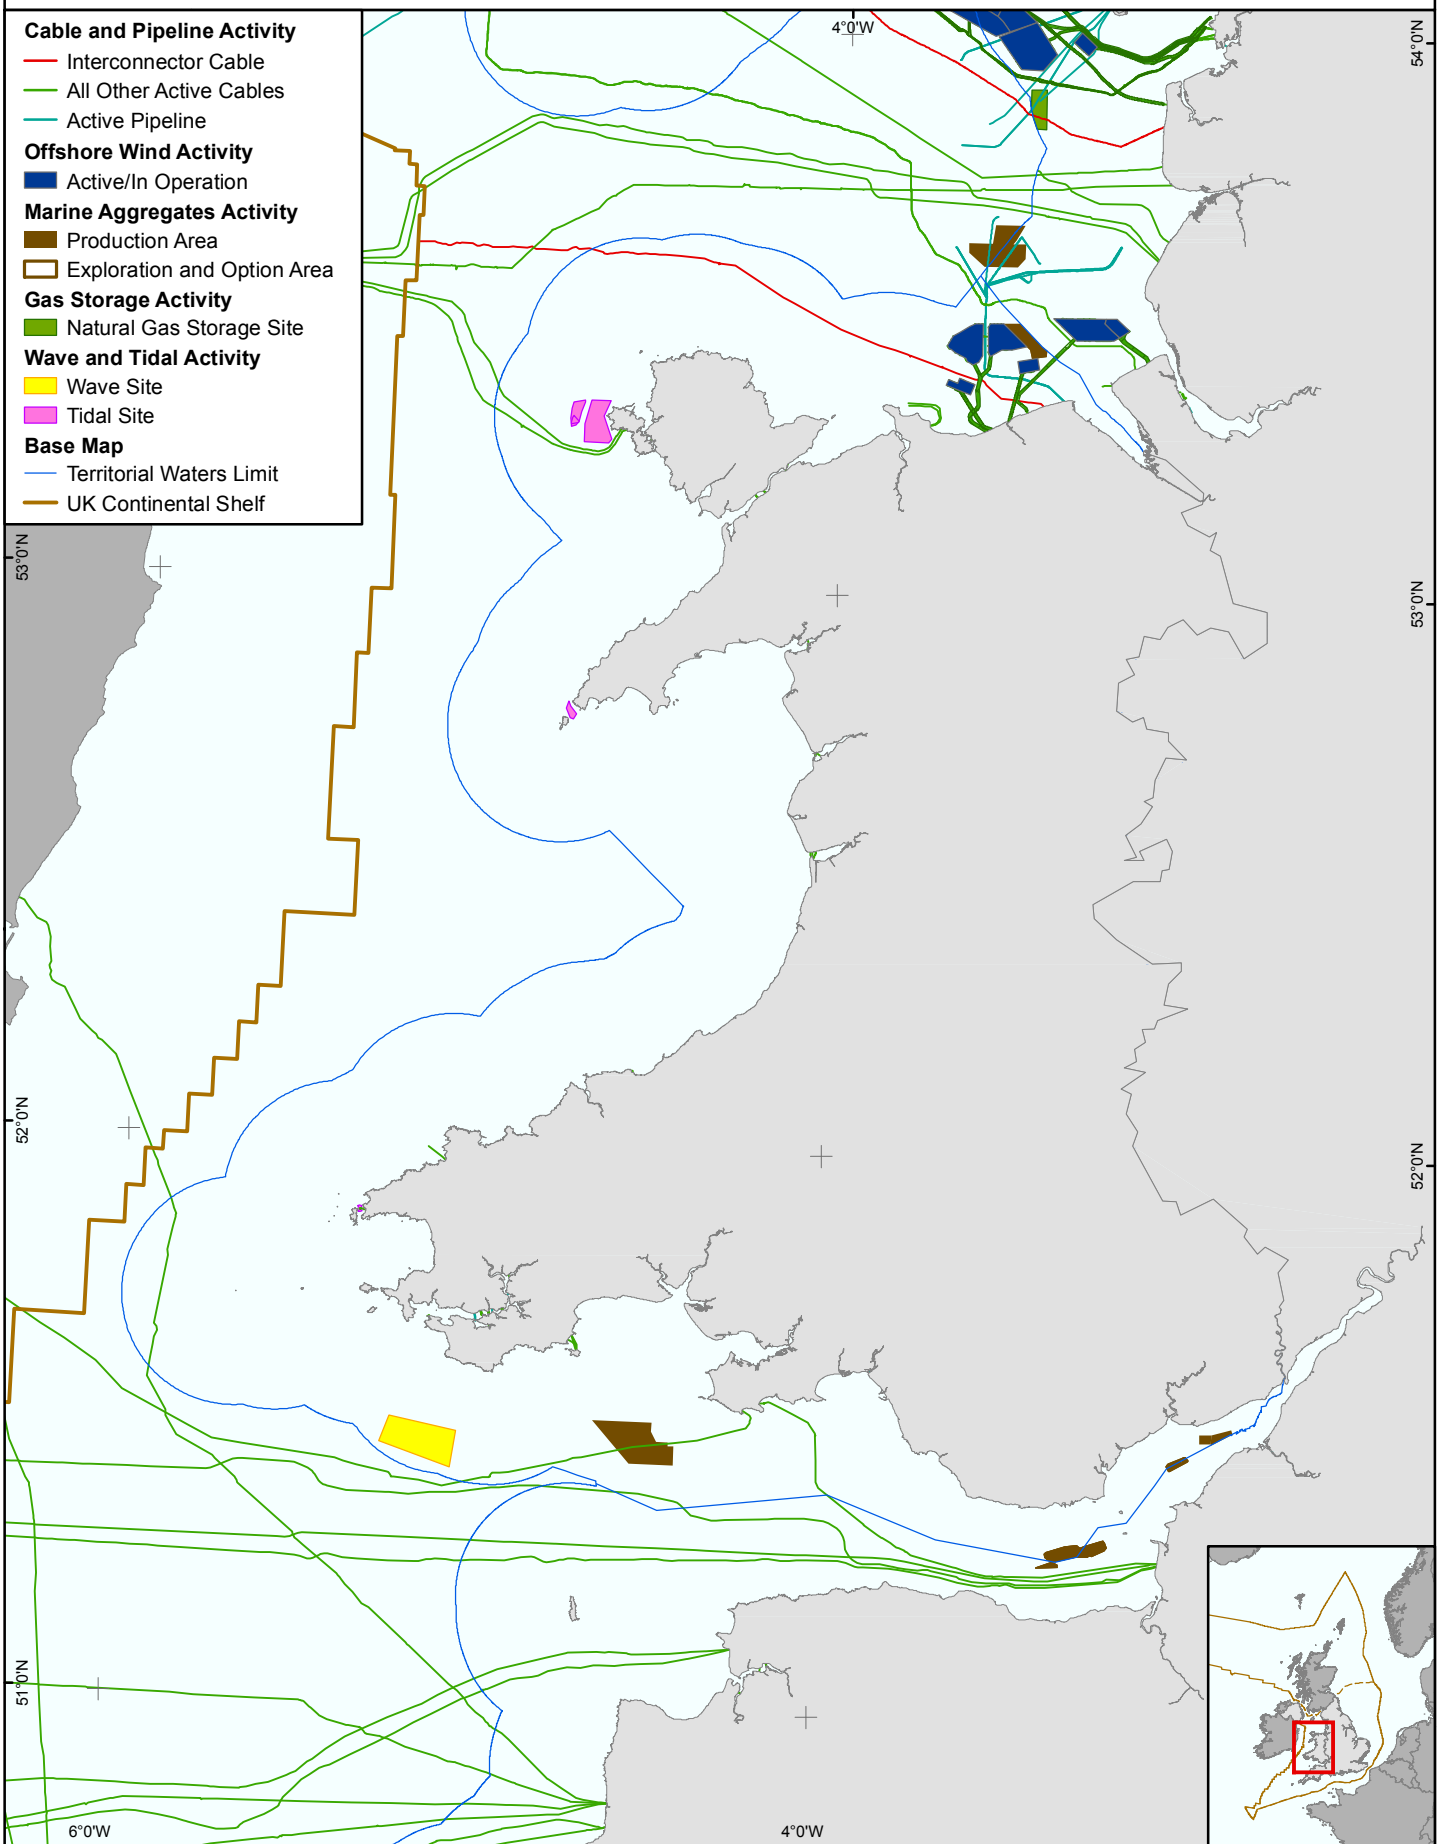 Cable and Pipeline Activity
Interconnector Cable
All Other Active Cables
Active Pipeline
Offshore Wind Activity
Active/In Operation
Marine Aggregates Activity
Production Area
Exploration and Option Area
Gas Storage Activity
Natural Gas Storage Site
Wave and Tidal Activity
Wave Site
Tidal Site
Base Map
Territorial Waters Limit
UK Continental Shelf
4°0'W
54°0'N
53°0'N
53°0'N
52°0'N
52°0'N
51°0'N
6°0'W
4°0'W